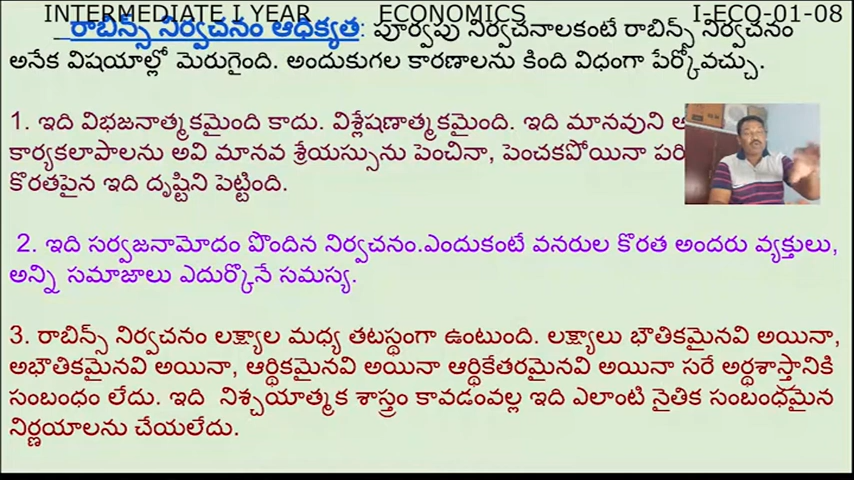 INTERMEDIATE I YEAR ECONOMICS I-ECO-01-08
రాబిన్స్ నిర్వచనం ఆధిక్యత: పూర్వపు నిర్వచనాలకంటే రాబిన్స్ నిర్వచనం
అనేక విషయాల్లో మెరుగైంది. అందుకుగల కారణాలను కింది విధంగా పేర్కోవచ్చు.
1. ఇది విభజనాత్మకమైంది కాదు. విశ్లేషణాత్మకమైంది. ఇది మానవుని
కార్యకలాపాలను అవి మానవ శ్రేయస్సును పెంచినా, పెంచకపోయినా
కొరతపైన ఇది దృష్టిని పెట్టింది.
2. ఇది సర్వజనామోదం పొందిన నిర్వచనం.ఎందుకంటే వనరుల కొరత అందరు వ్యక్తులు,
అన్ని సమాజాలు ఎదుర్కొనే సమస్య.
3. రాబిన్స్ నిర్వచనం లక్ష్యాల మధ్య తటస్థంగా ఉంటుంది. లక్ష్యాలు భౌతికమైనవి అయినా,
అభౌతికమైనవి అయినా, ఆర్థికమైనవి అయినా ఆర్థికేతరమైనవి అయినా సరే అర్థశాస్త్రానికి
సంబంధం లేదు. ఇది నిశ్చయాత్మక శాస్త్రం కావడంవల్ల ఇది ఎలాంటి నైతిక సంబంధమైన
నిర్ణయాలను చేయలేదు.